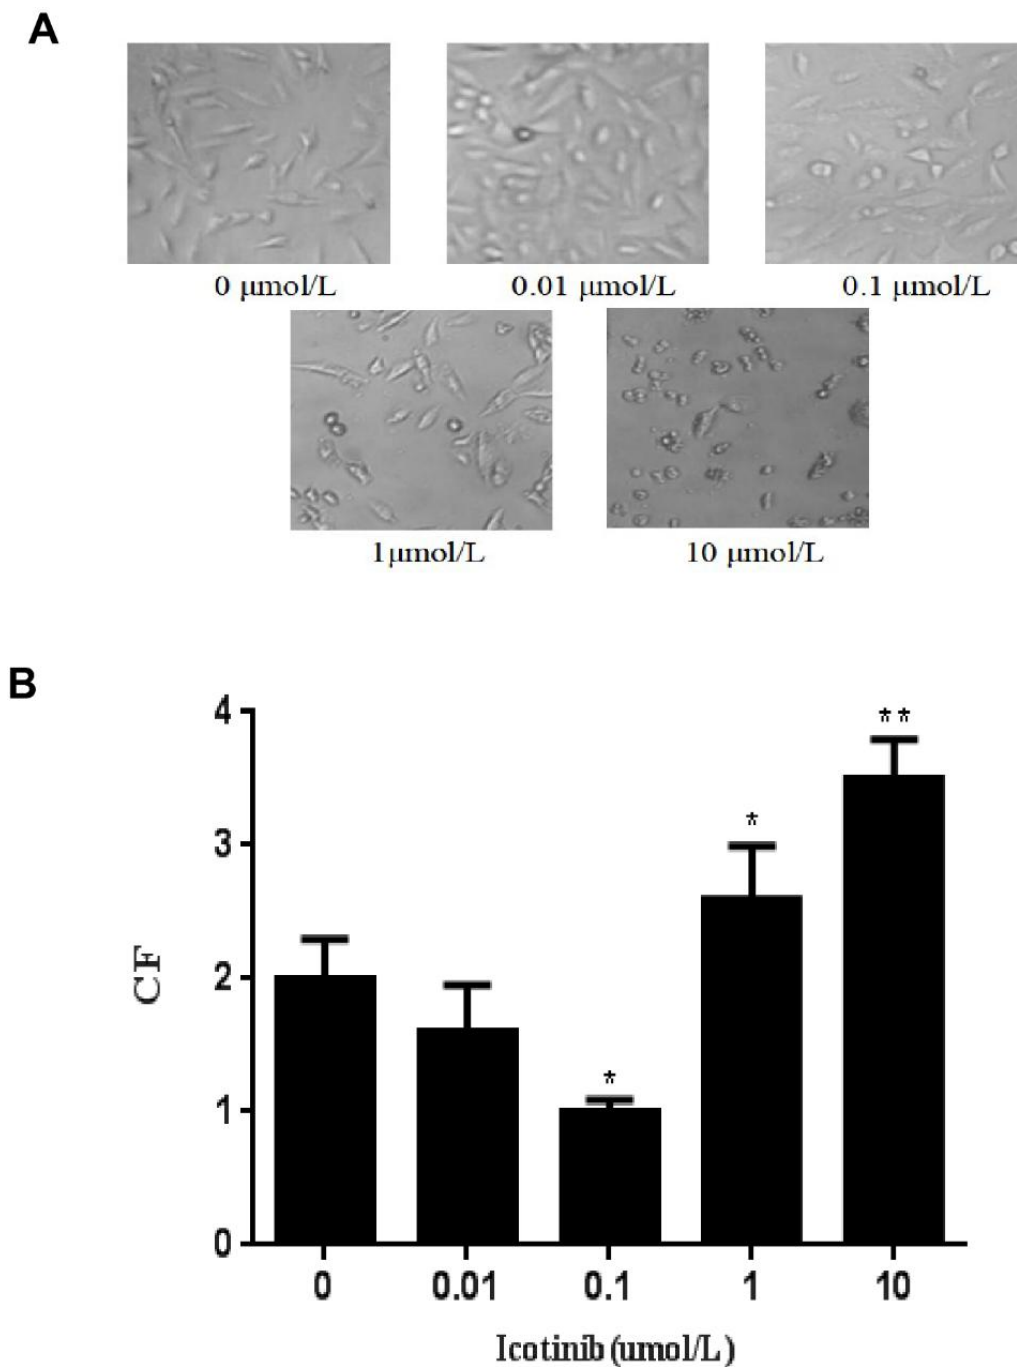 A
0 μmol/L
0.01 μmol/L
0.1 μmol/L
1μmol/L
10 μmol/L
B
4
3
2
1
0
CF
*
*
**
0
0.01
0.1
1
10
Icotinib(umol/L)